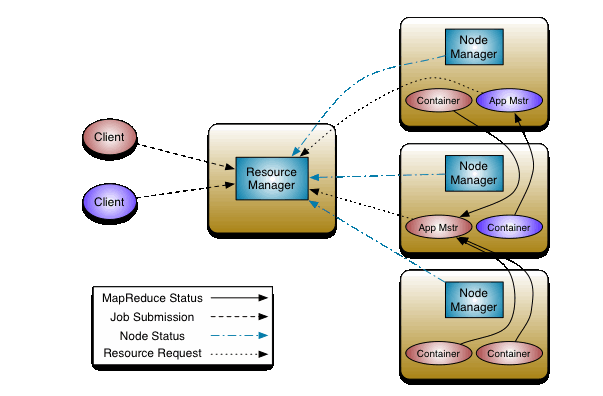 Node
Manager
Container
App Mstr
Client
Resource
Manager
Node
Manager
Client
App Mstr
Container
Node
Manager
MapReduce Status
Job Submission
Node Status
Resource Request
Container
Container